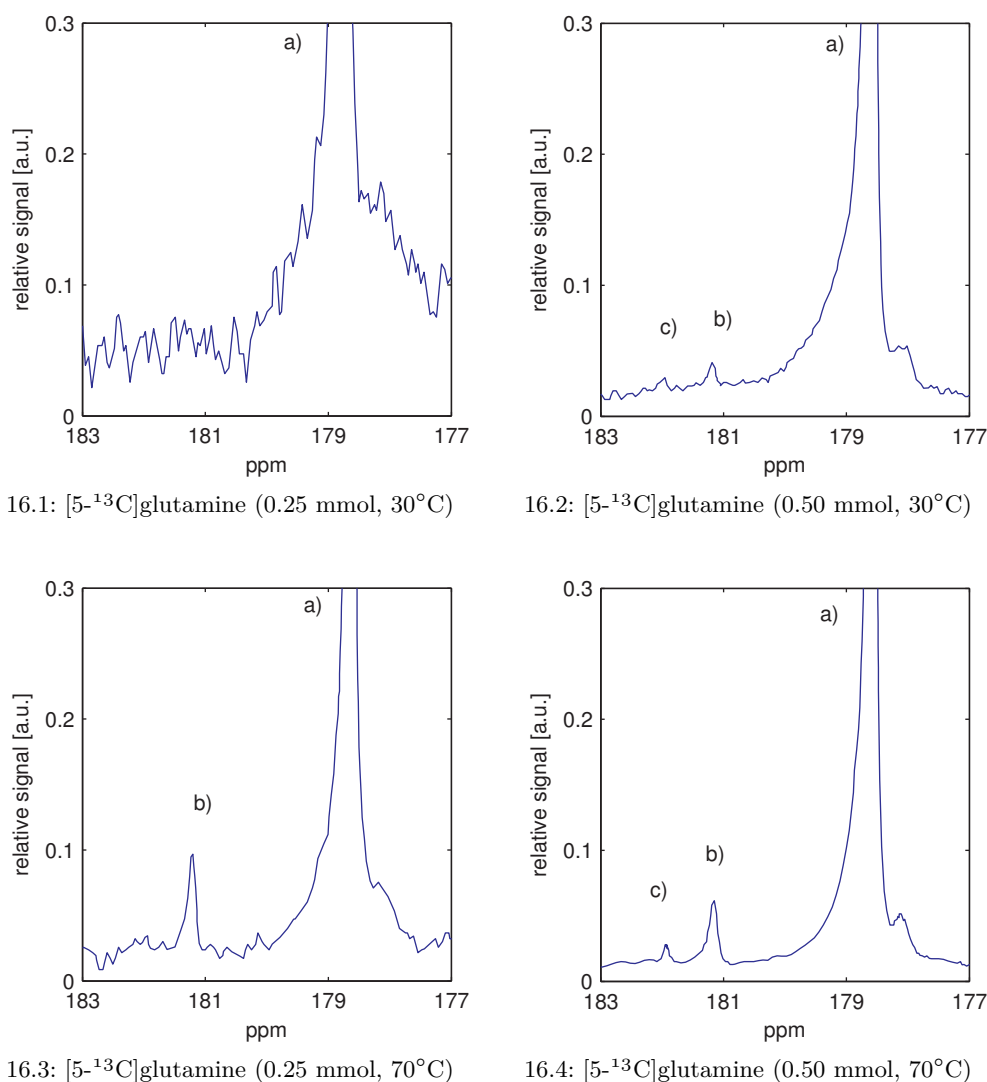 0.3
a)
0.2
relative signal [a.u.]
0.1
0
183 181 179 177
ppm
16.1: [5-¹³C]glutamine (0.25 mmol, 30°C)
0.3
a)
0.2
relative signal [a.u.]
0.1
c) b)
0
183 181 179 177
ppm
16.2: [5-¹³C]glutamine (0.50 mmol, 30°C)
0.3
a)
0.2
relative signal [a.u.]
b)
0.1
0
183 181 179 177
ppm
16.3: [5-¹³C]glutamine (0.25 mmol, 70°C)
0.3
a)
0.2
relative signal [a.u.]
0.1
b)
c)
0
183 181 179 177
ppm
16.4: [5-¹³C]glutamine (0.50 mmol, 70°C)